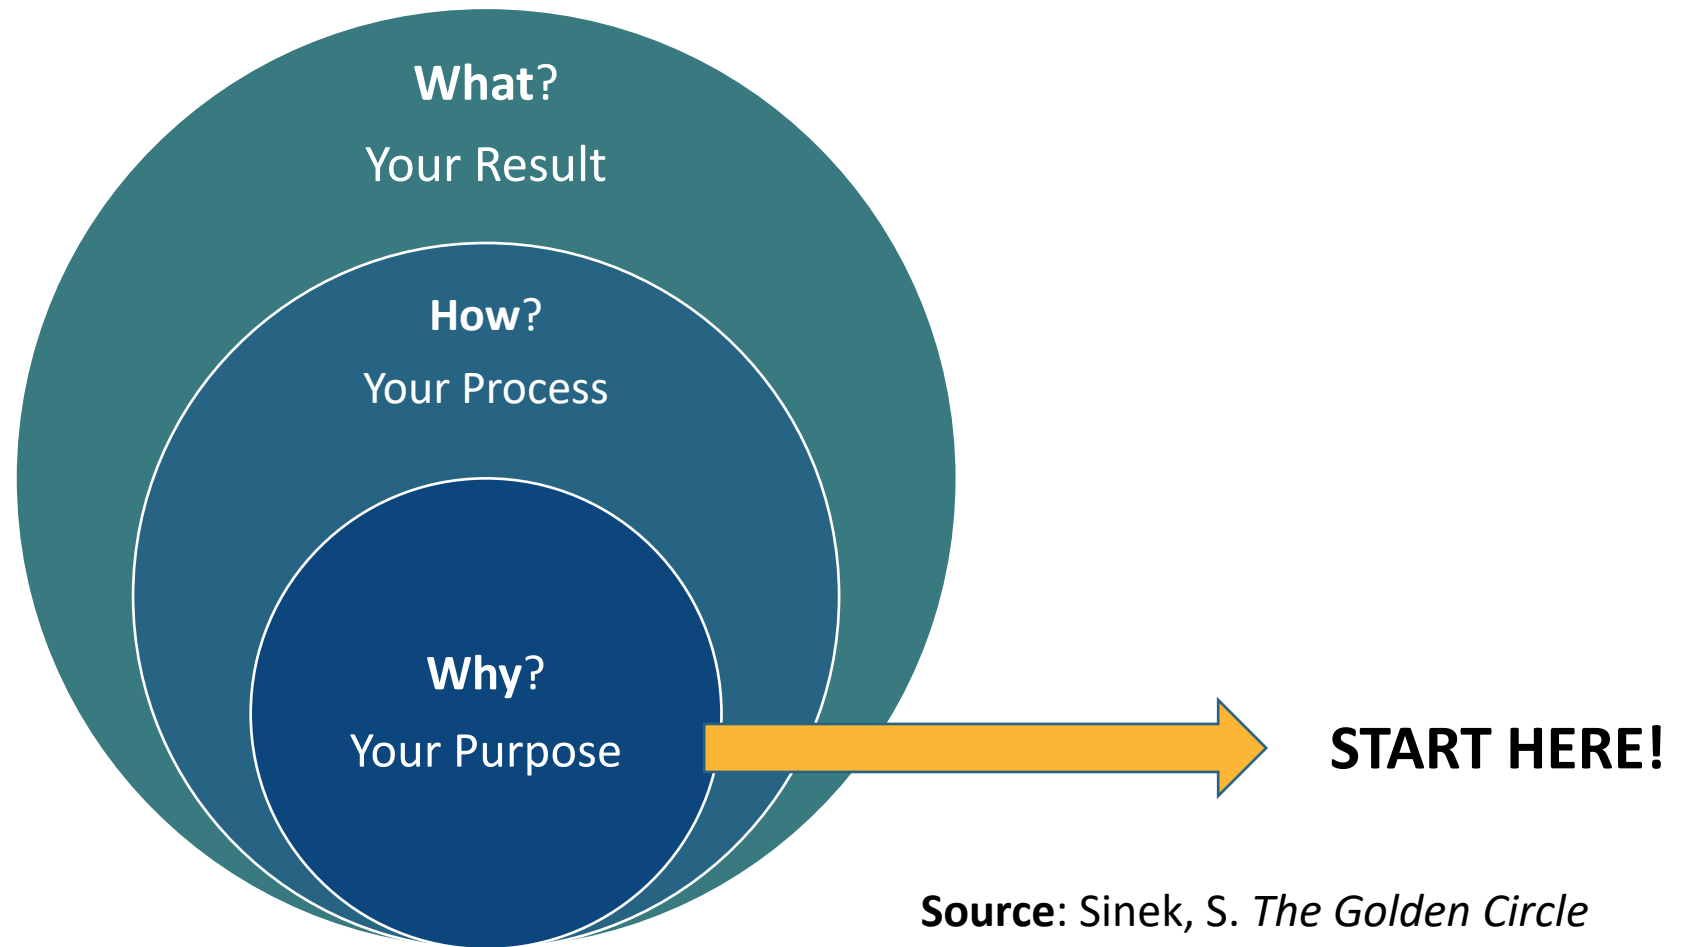 What?
Your Result
How?
Your Process
Why?
Your Purpose
START HERE!
Source: Sinek, S. The Golden Circle